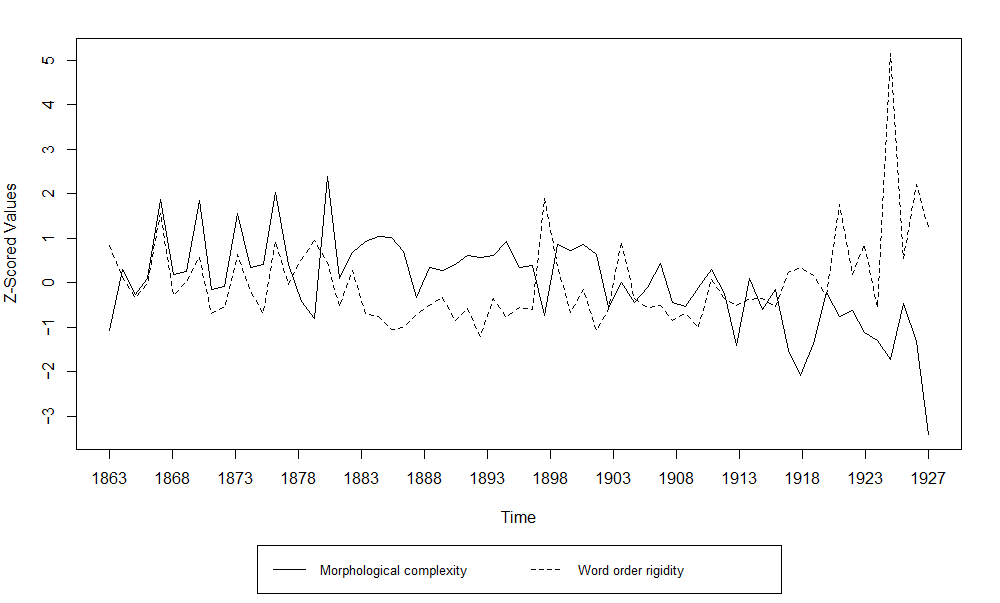 Z-Scored Values
5
4
3
2
1
0
−1
−2
−3
1863 1868 1873 1878 1883 1888 1893 1898 1903 1908 1913 1918 1923 1927
Time
Morphological complexity Word order rigidity